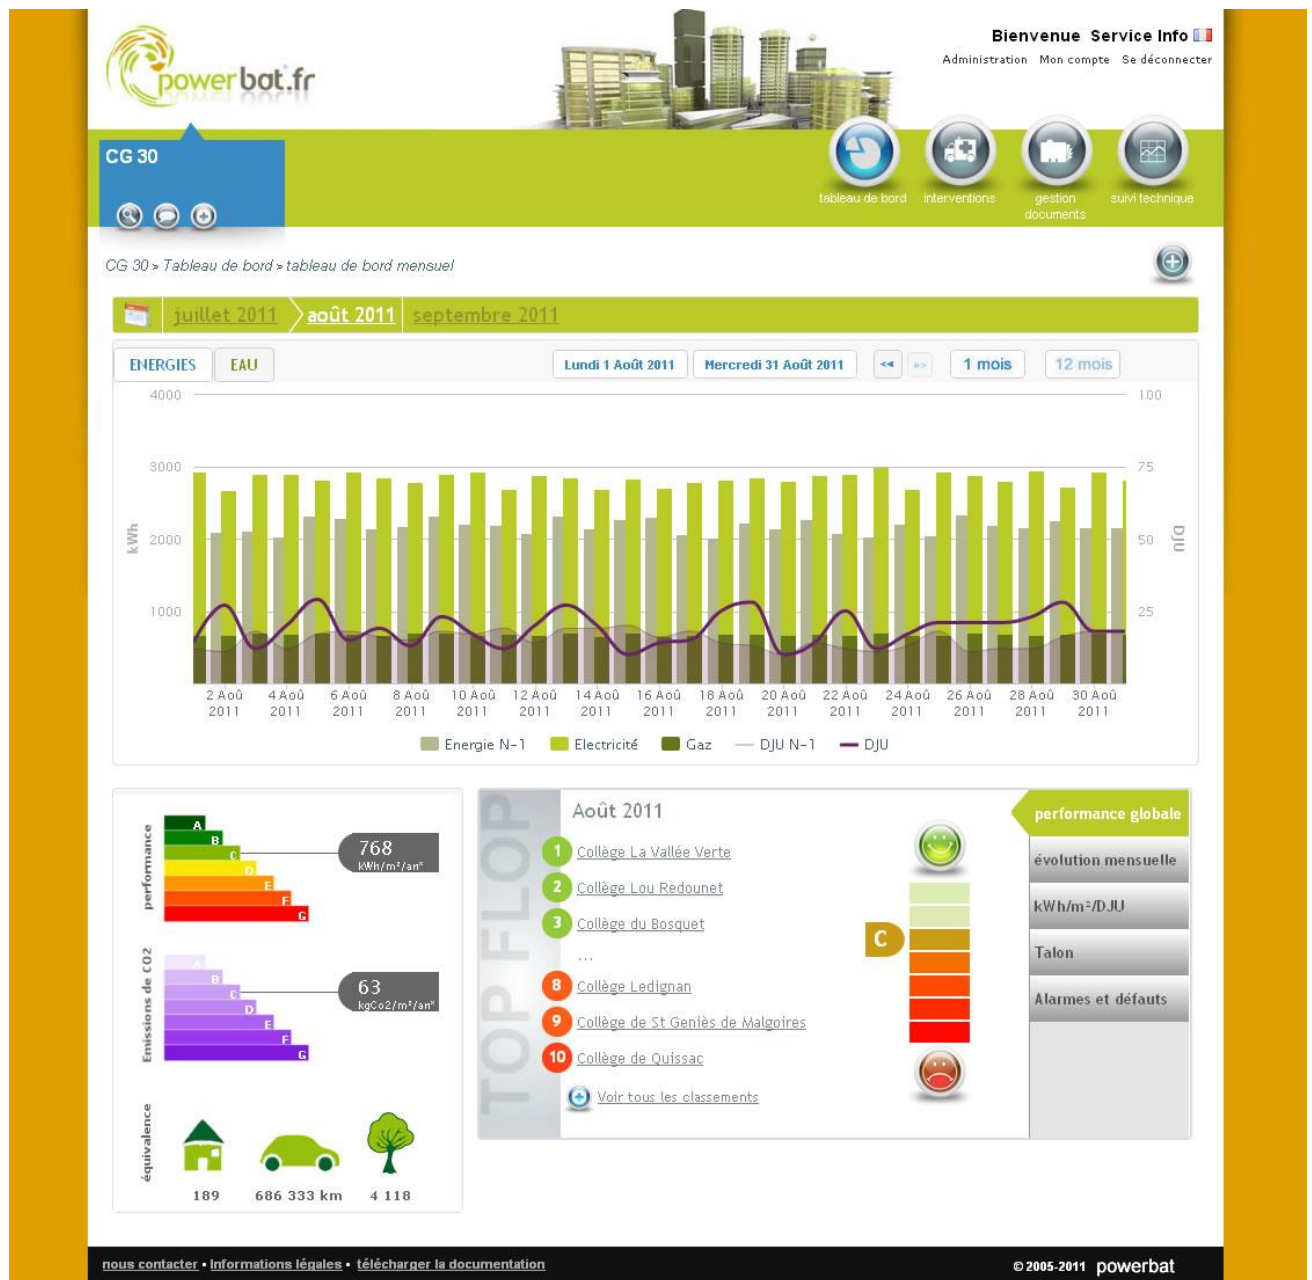 powerbat.fr
Bienvenue Service Info
Administration Mon compte Se déconnecter
CG 30
tableau de bord
interventions
gestion
documents
suivi technique
CG 30 » Tableau de bord » tableau de bord mensuel
juillet 2011 août 2011 septembre 2011
ENERGIES EAU Lundi 1 Août 2011 Mercredi 31 Août 2011 1 mois 12 mois
4000 100
3000 75
kWh 2000 50 DJU
1000 25
2 Aoû 4 Aoû 6 Aoû 8 Aoû 10 Aoû 12 Aoû 14 Aoû 16 Aoû 18 Aoû 20 Aoû 22 Aoû 24 Aoû 26 Aoû 28 Aoû 30 Aoû
2011 2011 2011 2011 2011 2011 2011 2011 2011 2011 2011 2011 2011 2011 2011
Energie N-1 Electricité Gaz DJU N-1 DJU
performance
A
B
C
D
E
F
G
768
kWh/m²/an*
Emissions de CO2
A
B
C
D
E
F
G
63
kgCo2/m²/an*
équivalence
189 686 333 km 4 118
TOP FLOP
Août 2011
1 Collège La Vallée Verte
2 Collège Lou Redounet
3 Collège du Bosquet
...
8 Collège Ledignan
9 Collège de St Geniès de Malgoires
10 Collège de Quissac
Voir tous les classements
C
performance globale
évolution mensuelle
kWh/m²/DJU
Talon
Alarmes et défauts
nous contacter • Informations légales • télécharger la documentation
© 2005-2011 powerbat